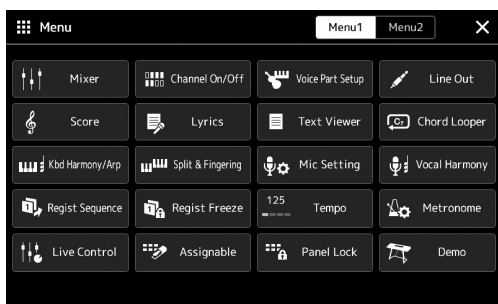 Menu Menu1 Menu2
Mixer Channel On/Off Voice Part Setup Line Out
Score Lyrics Text Viewer C7 Chord Looper
Kbd Harmony/Arp Split & Fingering Mic Setting Vocal Harmony
Regist Sequence Regist Freeze 125 Tempo Metronome
Live Control Assignable Panel Lock Demo